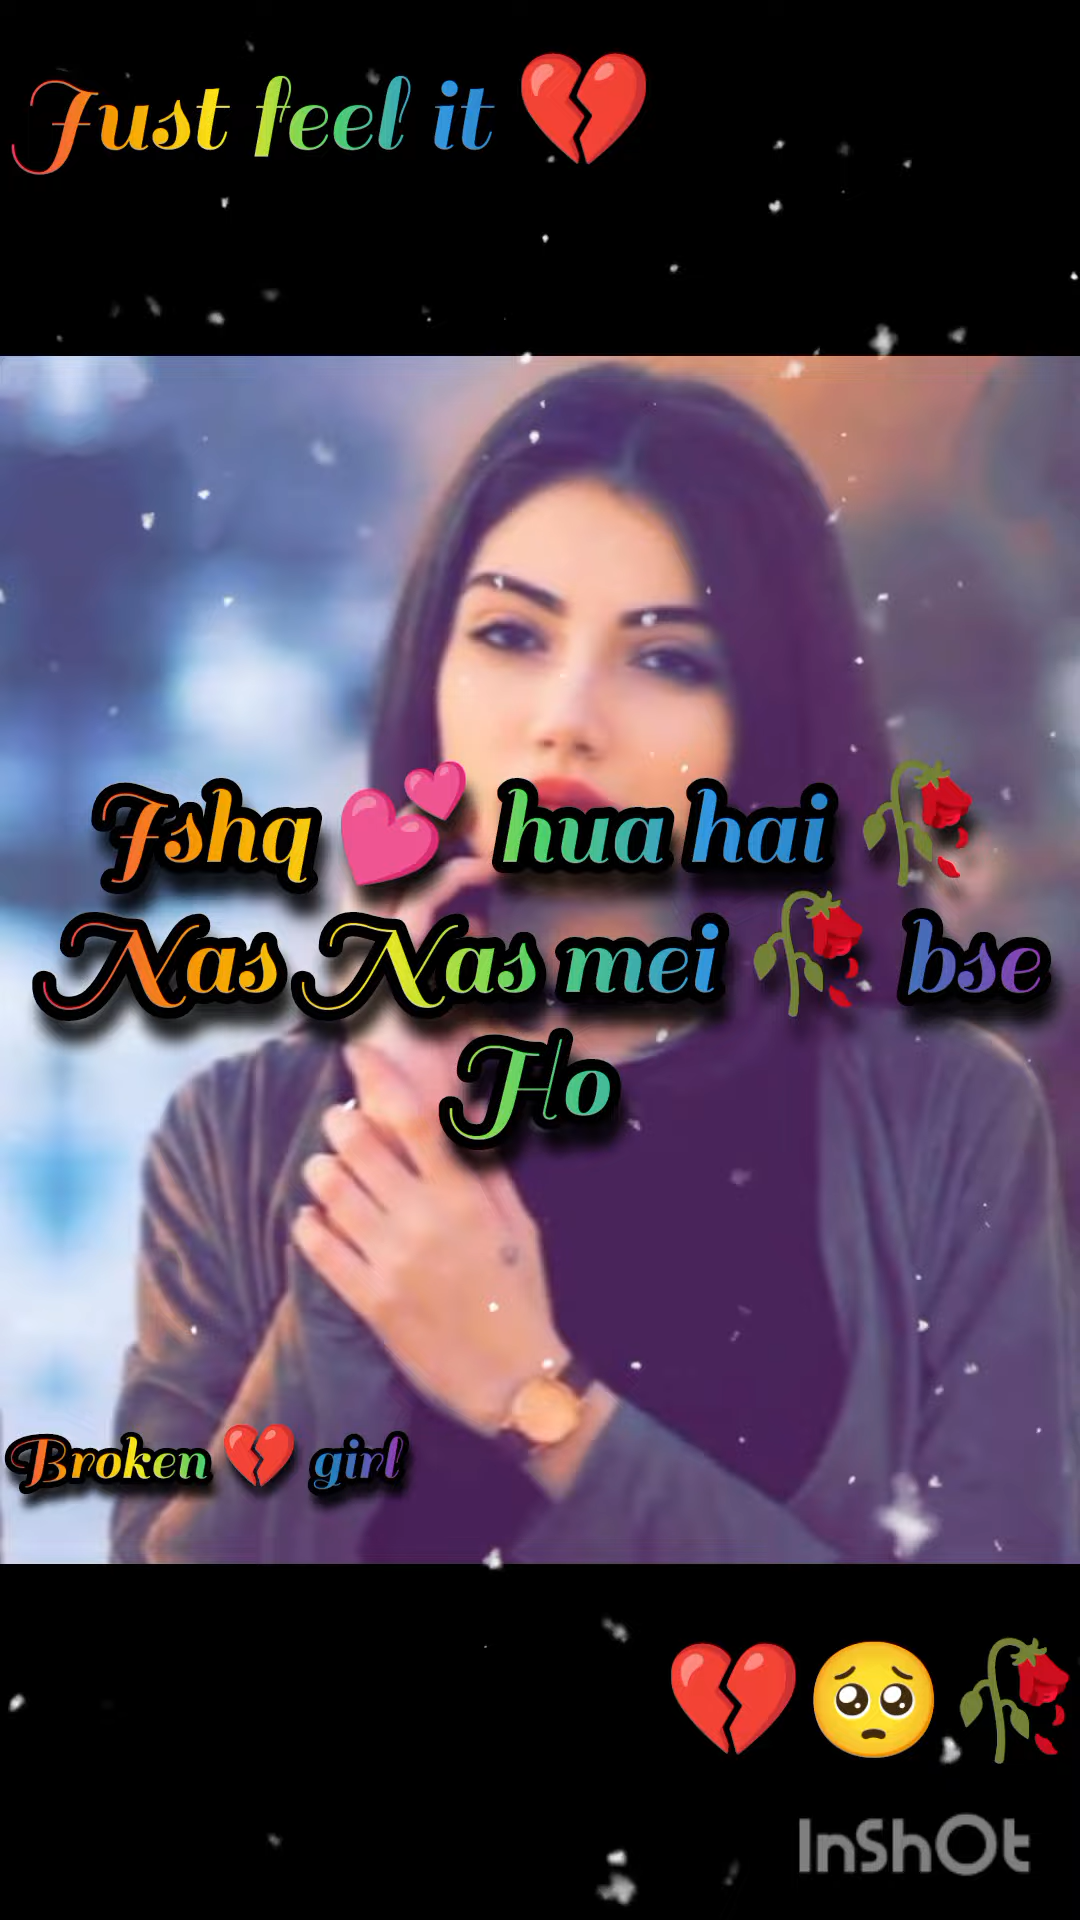 Just feel it 💔
Ishq 💕 hua hai 🥀
Nas Nas mei 🥀 bse
Ho
Broken 💔 girl
💔🥺🥀
InShOt